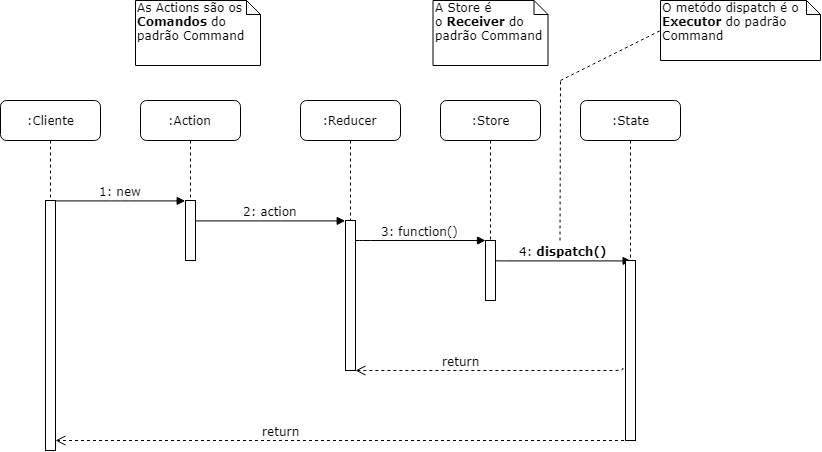 As Actions são os
Comandos do
padrão Command
A Store é
o Receiver do
padrão Command
O metódo dispatch é o
Executor do padrão
Command
:Cliente
:Action
:Reducer
:Store
:State
1: new
2: action
3: function()
4: dispatch()
return
return